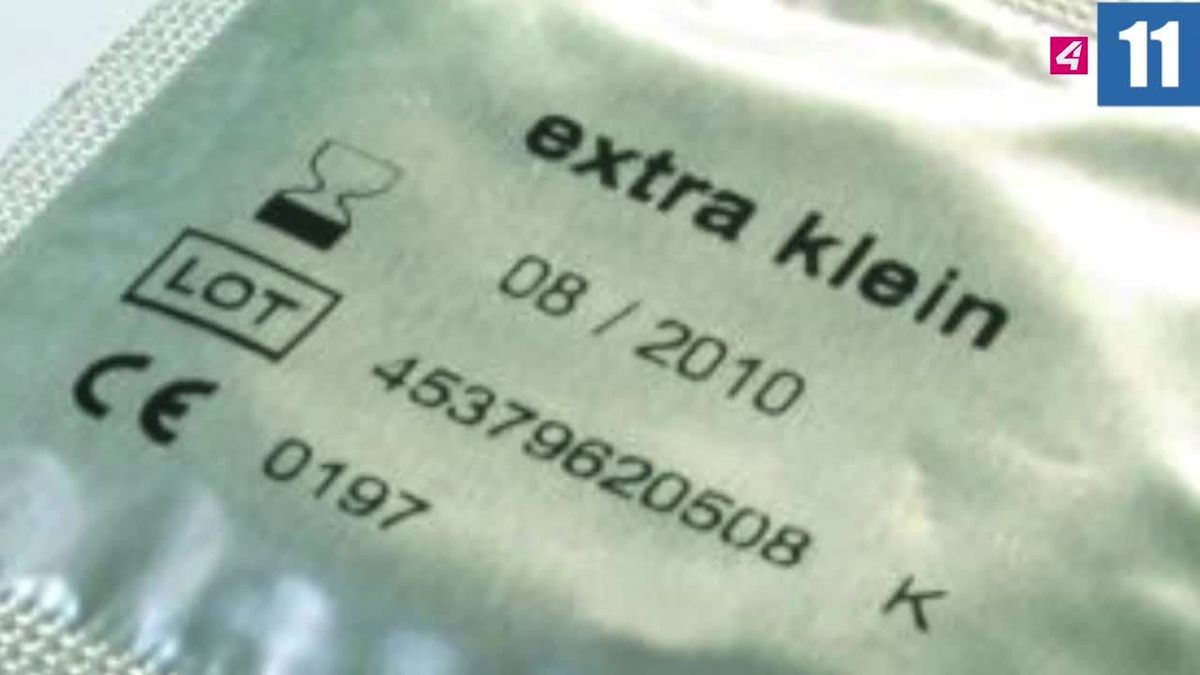 4
11
extra klein
08 / 2010
LOT
45379620508 K
CE
0197